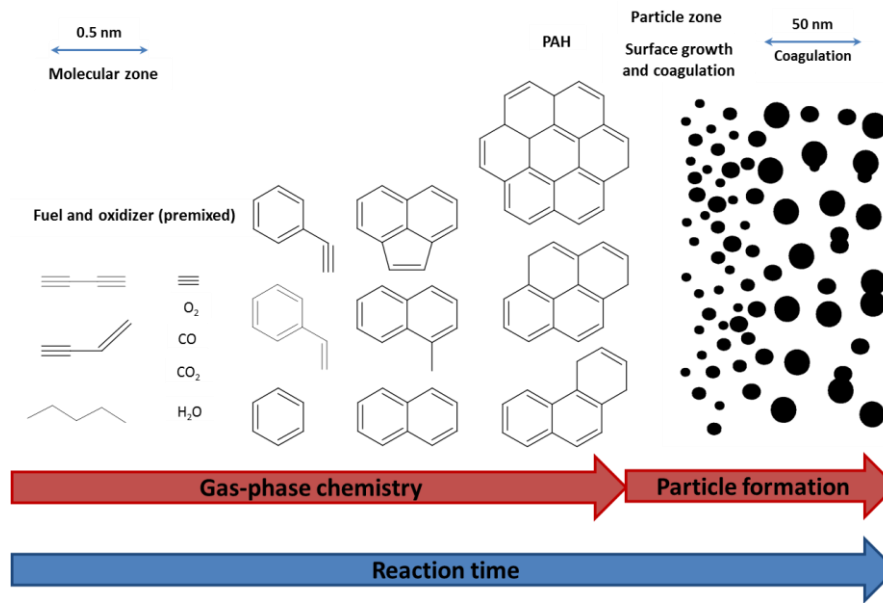 0.5 nm
Molecular zone
PAH
Particle zone
Surface growth
and coagulation
50 nm
Coagulation
Fuel and oxidizer (premixed)
O₂
CO
CO₂
H₂O
Gas-phase chemistry
Particle formation
Reaction time